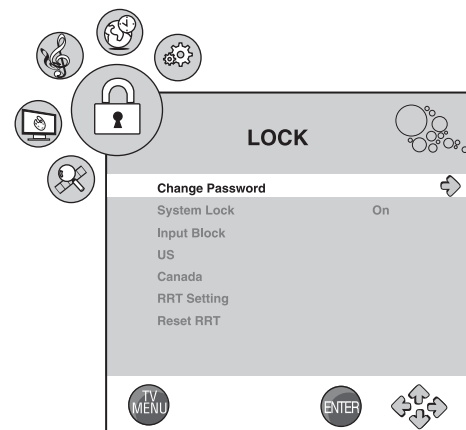 LOCK
Change Password
System Lock On
Input Block
US
Canada
RRT Setting
Reset RRT
TV
MENU
ENTER